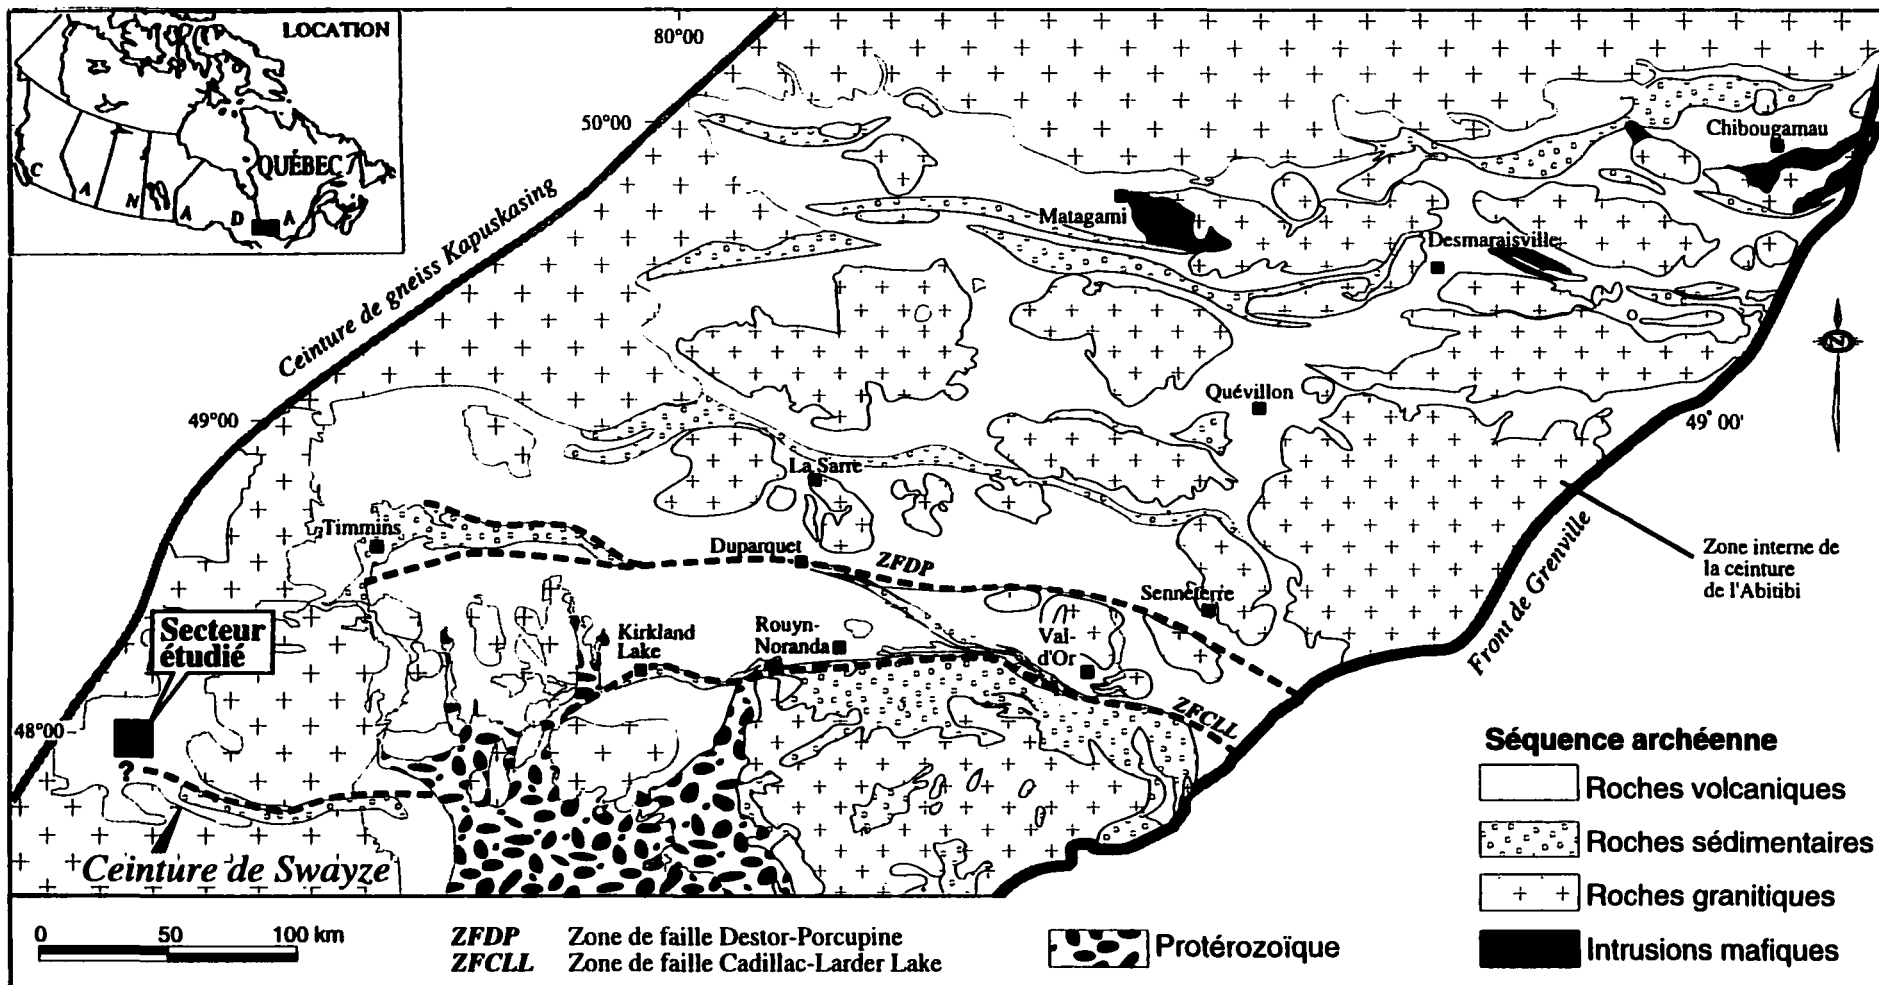 LOCATION
QUÉBEC
C A N A D A
80°00
50°00
Chibougamau
Matagami
Desmaraisville
Ceinture de gneiss Kapuskasing
N
Quévillon
49°00
49° 00'
La Sarre
Timmins
Duparquet
ZFDP
Zone interne de
la ceinture
de l'Abitibi
Senneterre
Front de Grenville
Secteur
étudié
Kirkland
Lake
Rouyn-
Noranda
Val-
d'Or
ZFCLL
48°00
?
Ceinture de Swayze
Séquence archéenne
Roches volcaniques
Roches sédimentaires
Roches granitiques
Intrusions mafiques
0 50 100 km
ZFDP Zone de faille Destor-Porcupine
ZFCLL Zone de faille Cadillac-Larder Lake
Protérozoïque